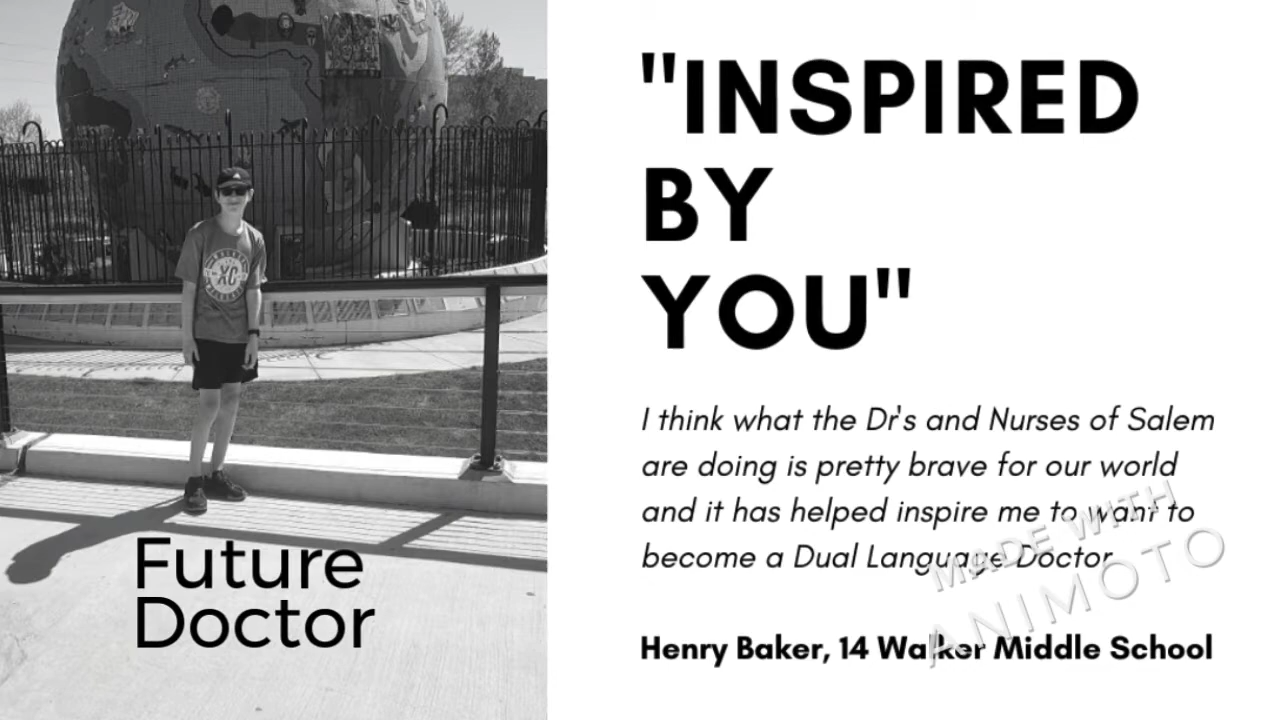 XC
Future
Doctor
"INSPIRED
BY
YOU"
I think what the Dr's and Nurses of Salem
are doing is pretty brave for our world
and it has helped inspire me to want to
become a Dual Language Doctor
Henry Baker, 14 Walker Middle School
MADE WITH
ANIMOTO